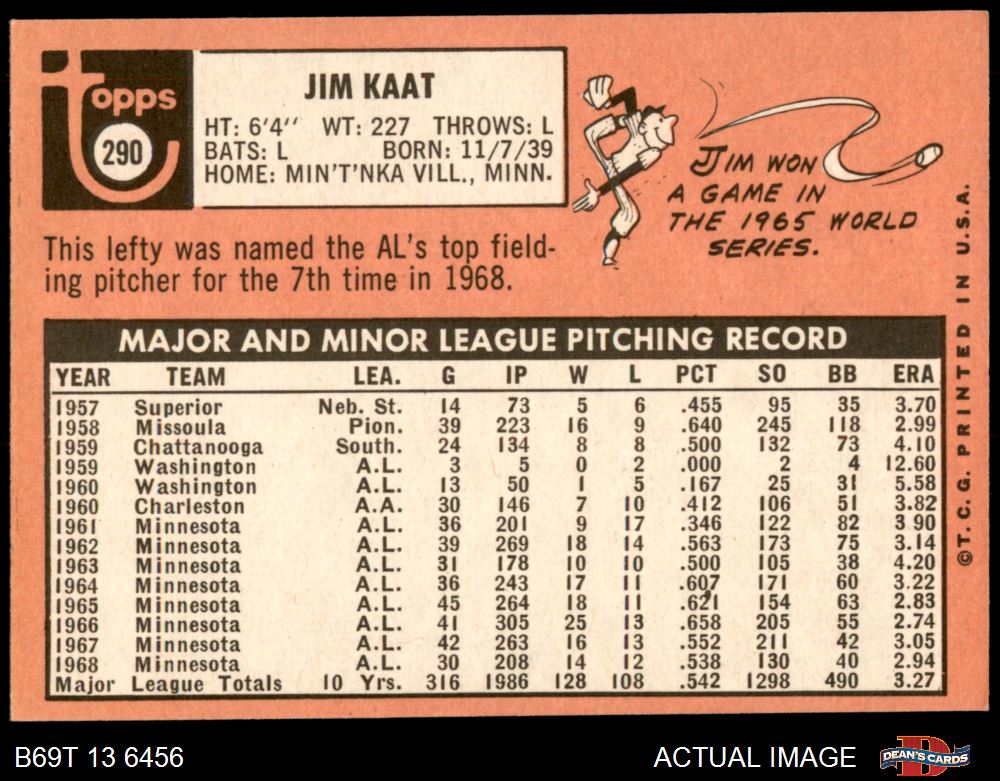 Topps
290
JIM KAAT
HT: 6'4'' WT: 227 THROWS: L
BATS: L BORN: 11/7/39
HOME: MIN'T'NKA VILL., MINN.
JIM WON
A GAME IN
THE 1965 WORLD
SERIES.
This lefty was named the AL's top field-
ing pitcher for the 7th time in 1968.
MAJOR AND MINOR LEAGUE PITCHING RECORD
YEAR TEAM LEA. G IP W L PCT SO BB ERA
1957 Superior Neb. St. 14 73 5 6 .455 95 35 3.70
1958 Missoula Pion. 39 223 16 9 .640 245 118 2.99
1959 Chattanooga South. 24 134 8 8 .500 132 73 4.10
1959 Washington A.L. 3 5 0 2 .000 2 4 12.60
1960 Washington A.L. 13 50 1 5 .167 25 31 5.58
1960 Charleston A.A. 30 146 7 10 .412 106 51 3.82
1961 Minnesota A.L. 36 201 9 17 .346 122 82 3.90
1962 Minnesota A.L. 39 269 18 14 .563 173 75 3.14
1963 Minnesota A.L. 31 178 10 10 .500 105 38 4.20
1964 Minnesota A.L. 36 243 17 11 .607 171 60 3.22
1965 Minnesota A.L. 45 264 18 11 .621 154 63 2.83
1966 Minnesota A.L. 41 305 25 13 .658 205 55 2.74
1967 Minnesota A.L. 42 263 16 13 .552 211 42 3.05
1968 Minnesota A.L. 30 208 14 12 .538 130 40 2.94
Major League Totals 10 Yrs. 316 1986 128 108 .542 1298 490 3.27
©T.C.G. PRINTED IN U.S.A.
B69T 13 6456
ACTUAL IMAGE
DEAN'S CARDS